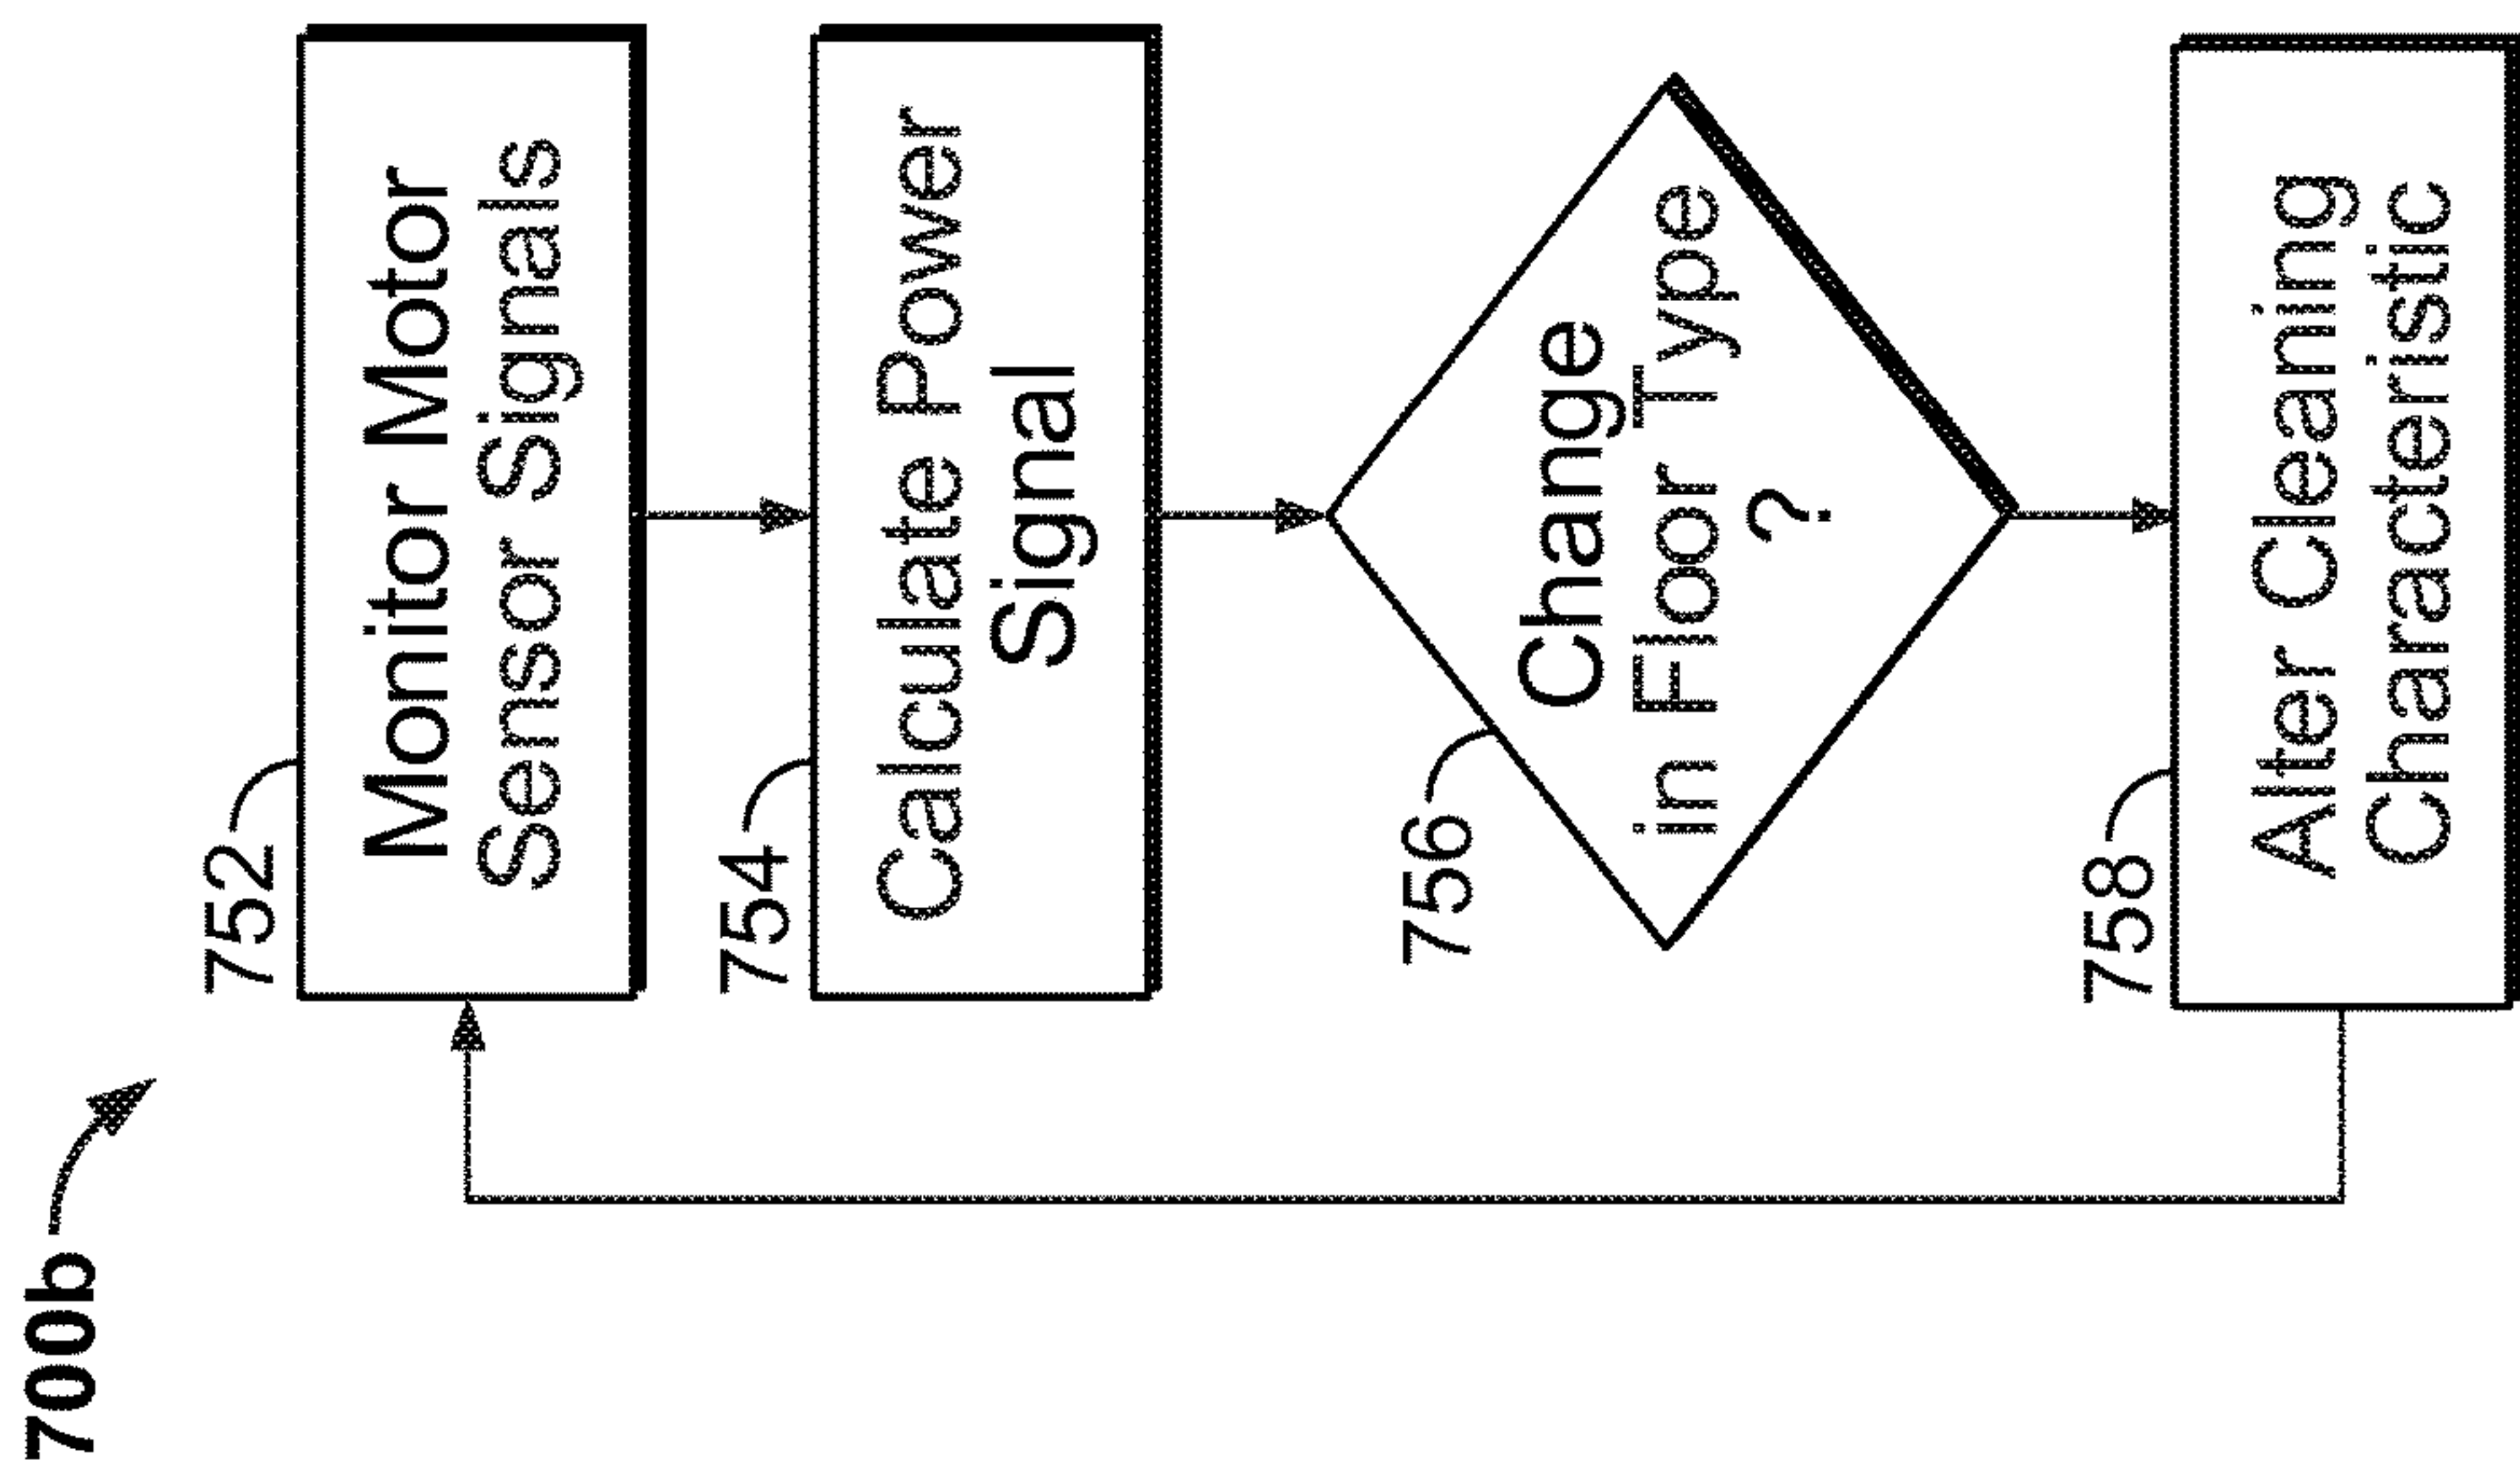 700b
752
Monitor Motor
Sensor Signals
754
Calculate Power
Signal
756
Change
in Floor Type
?
758
Alter Cleaning
Characteristic